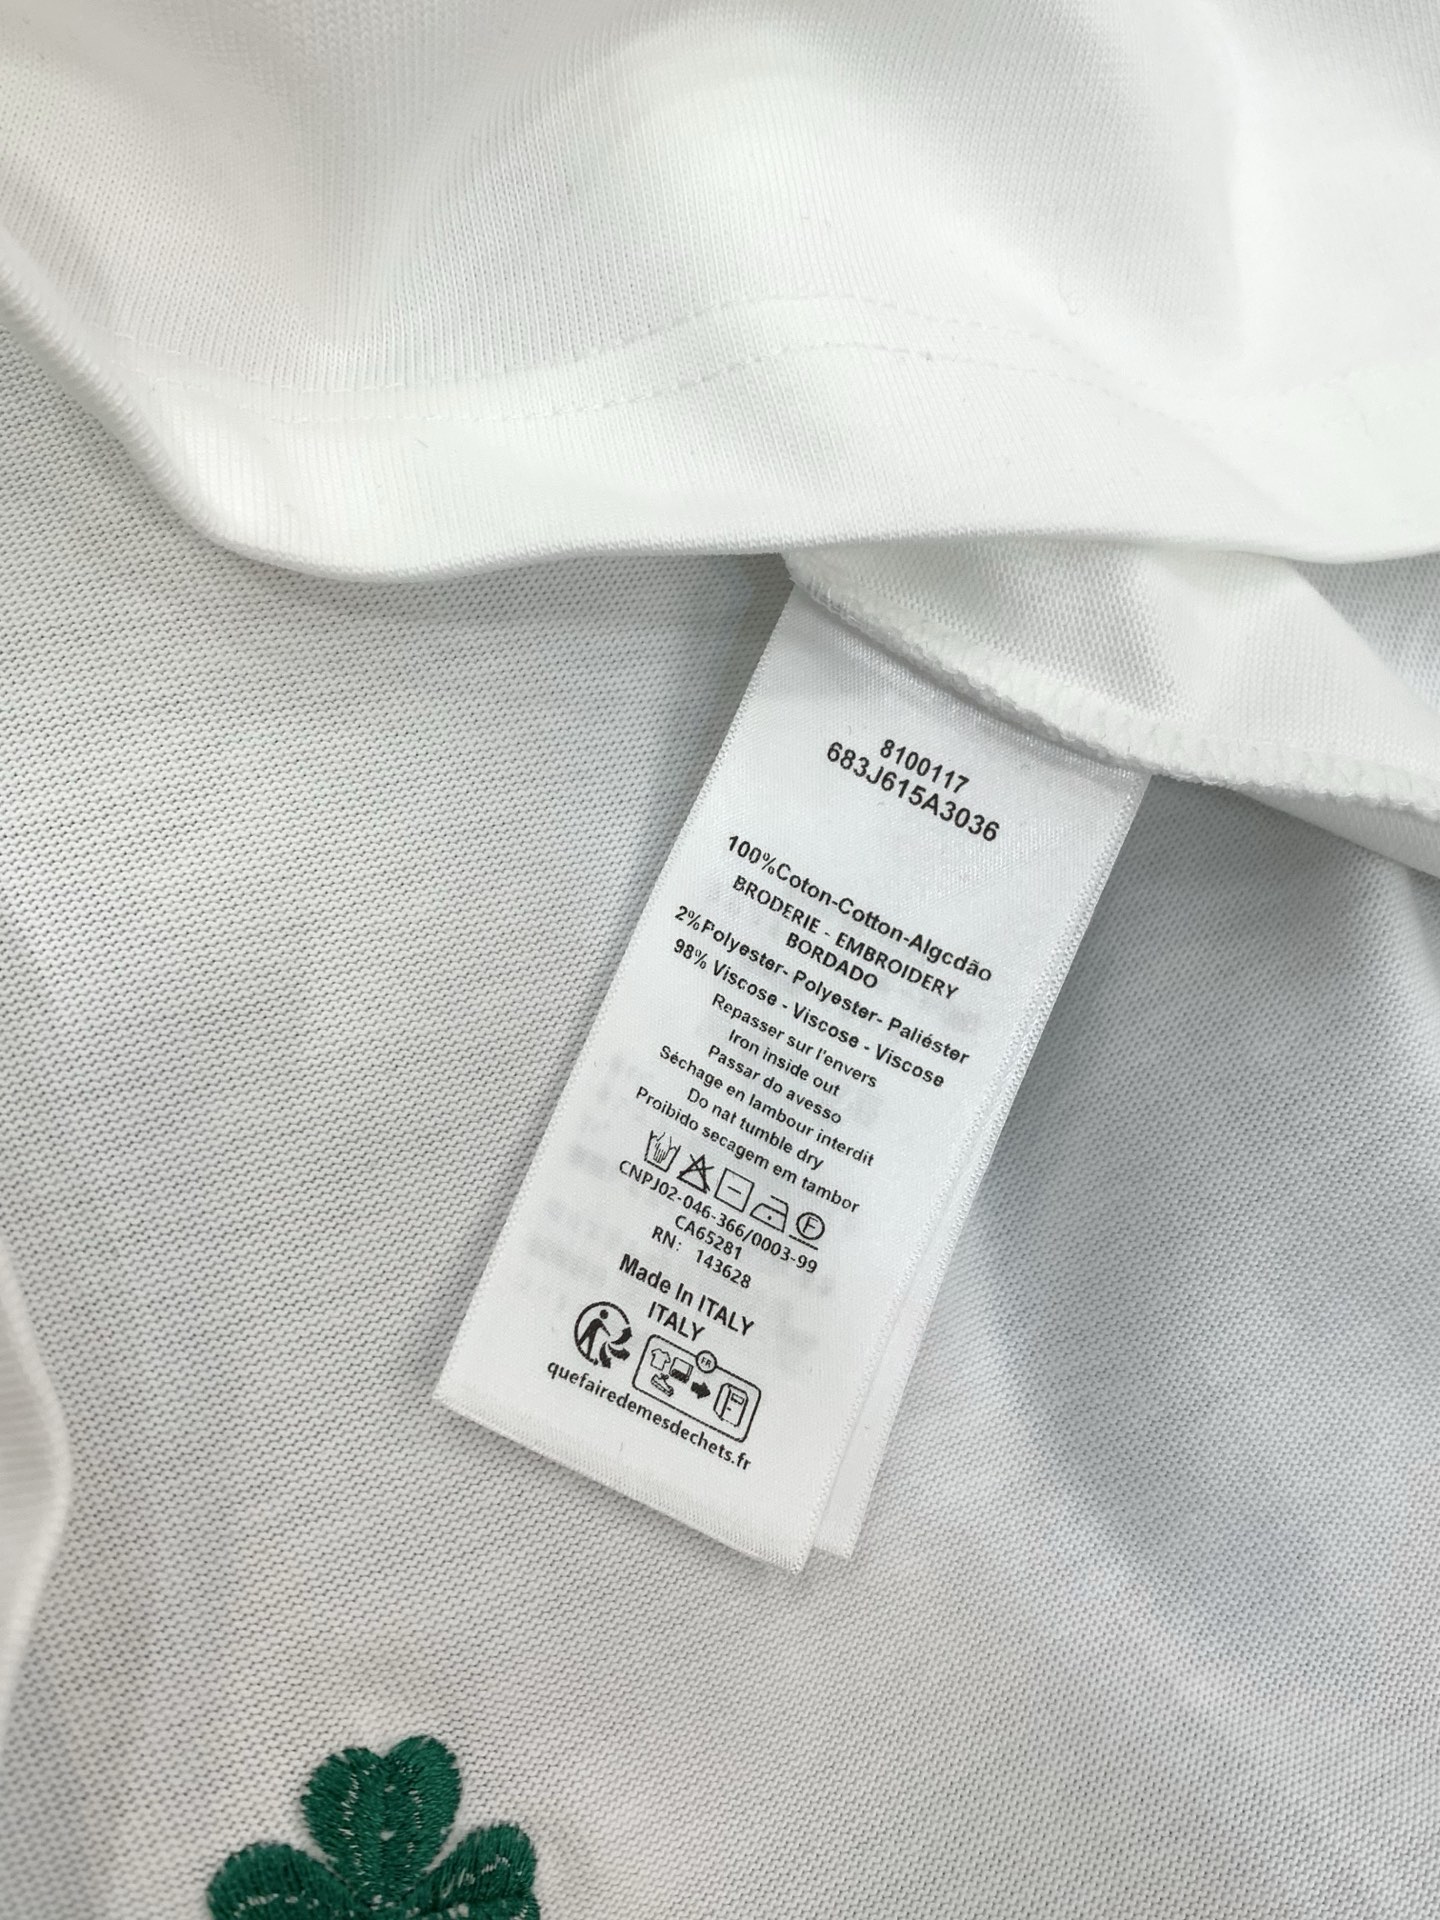 8100117
683J615A3036
100%Coton-Cotton-Algcdão
BRODERIE - EMBROIDERY
BORDADO
2%Polyester- Polyester- Paliéster
98% Viscose - Viscose - Viscose
Repasser sur l'envers
Iron inside out
Passar do avesso
Séchage en lambour interdit
Do nat tumble dry
Proibido secagem em tambor
F
CNPJ02-046-366/0003-99
CA65281
RN: 143628
Made In ITALY
ITALY
FR
quefairedemesdechets.fr